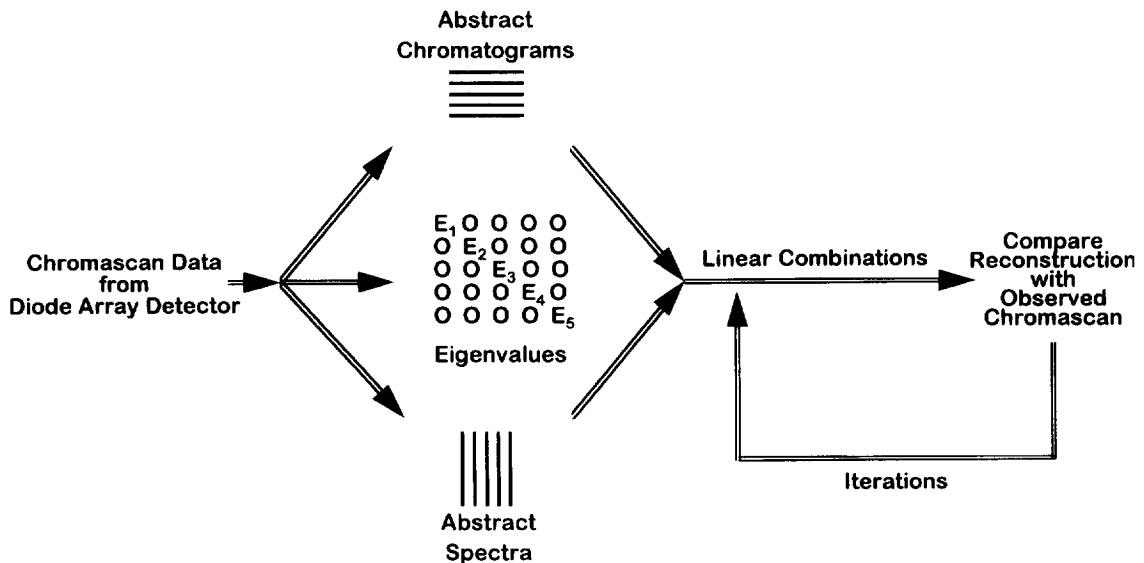 Abstract
Chromatograms
E1 O O O O
O E2 O O O
O O E3 O O
O O O E4 O
O O O O E5
Eigenvalues
Chromascan Data
from
Diode Array Detector
Linear Combinations
Compare
Reconstruction
with
Observed
Chromascan
Iterations
Abstract
Spectra